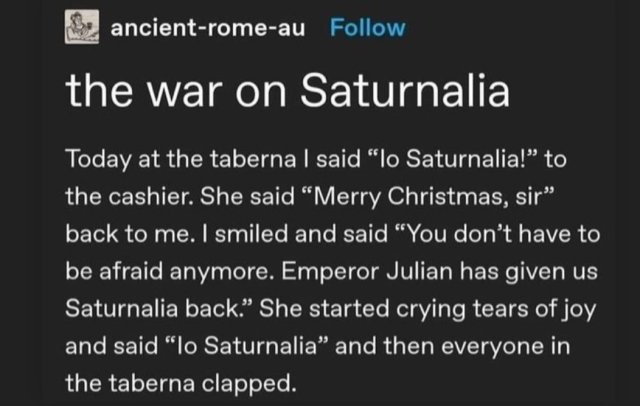 ancient-rome-au Follow
the war on Saturnalia
Today at the taberna I said “Io Saturnalia!” to
the cashier. She said “Merry Christmas, sir”
back to me. I smiled and said “You don’t have to
be afraid anymore. Emperor Julian has given us
Saturnalia back.” She started crying tears of joy
and said “Io Saturnalia” and then everyone in
the taberna clapped.